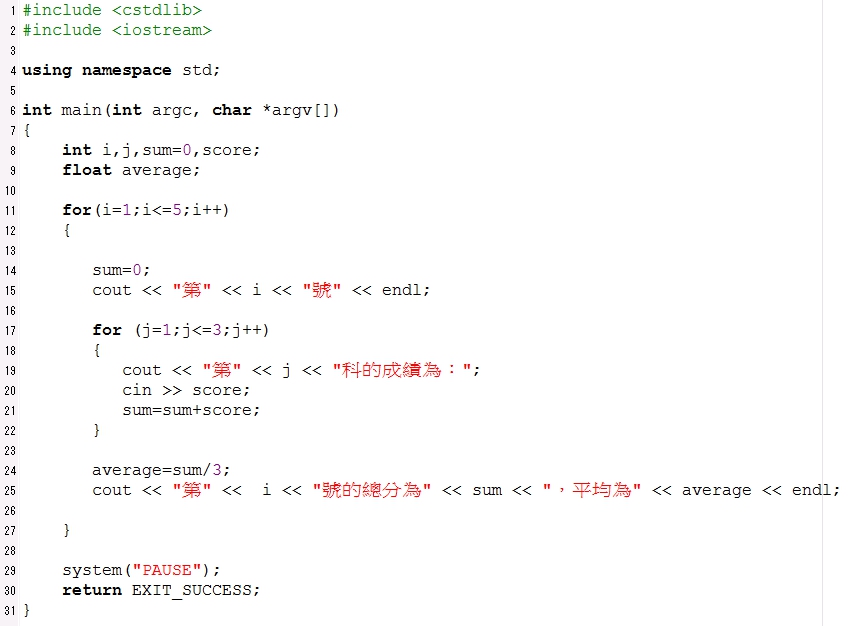 1 #include <cstdlib>
2 #include <iostream>
3
4 using namespace std;
5
6 int main(int argc, char *argv[])
7 {
8     int i,j,sum=0,score;
9     float average;
10
11     for(i=1;i<=5;i++)
12     {
13
14        sum=0;
15        cout << "第" << i << "號" << endl;
16
17        for (j=1;j<=3;j++)
18        {
19           cout << "第" << j << "科的成績為：";
20           cin >> score;
21           sum=sum+score;
22        }
23
24        average=sum/3;
25        cout << "第" <<  i << "號的總分為" << sum << "，平均為" << average << endl;
26
27     }
28
29     system("PAUSE");
30     return EXIT_SUCCESS;
31 }